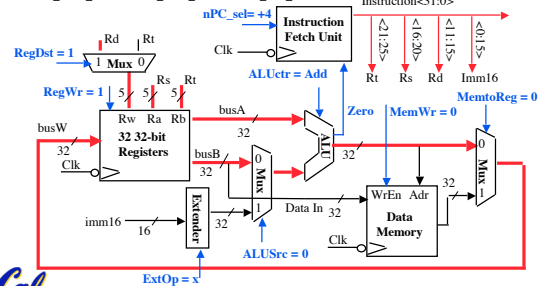 Instruction<31:0>
nPC_sel= +4
Instruction
Fetch Unit
Rd
Rt
Clk
<21:25>
<16:20>
<11:15>
<0:15>
RegDst = 1
1 Mux 0
ALUctr = Add
Rt
Rs
Rd
Imm16
Rs
Rt
RegWr = 1
5
5
5
Zero
MemWr = 0
MemtoReg = 0
busA
Rw Ra Rb
busW
32
32 32-bit
Registers
32
ALU
32
0
Mux
1
busB
32
0
Mux
1
Clk
WrEn Adr
32
Data
Memory
Data In
32
imm16
16
Extender
32
Clk
ALUSrc = 0
ExtOp = x
Cal